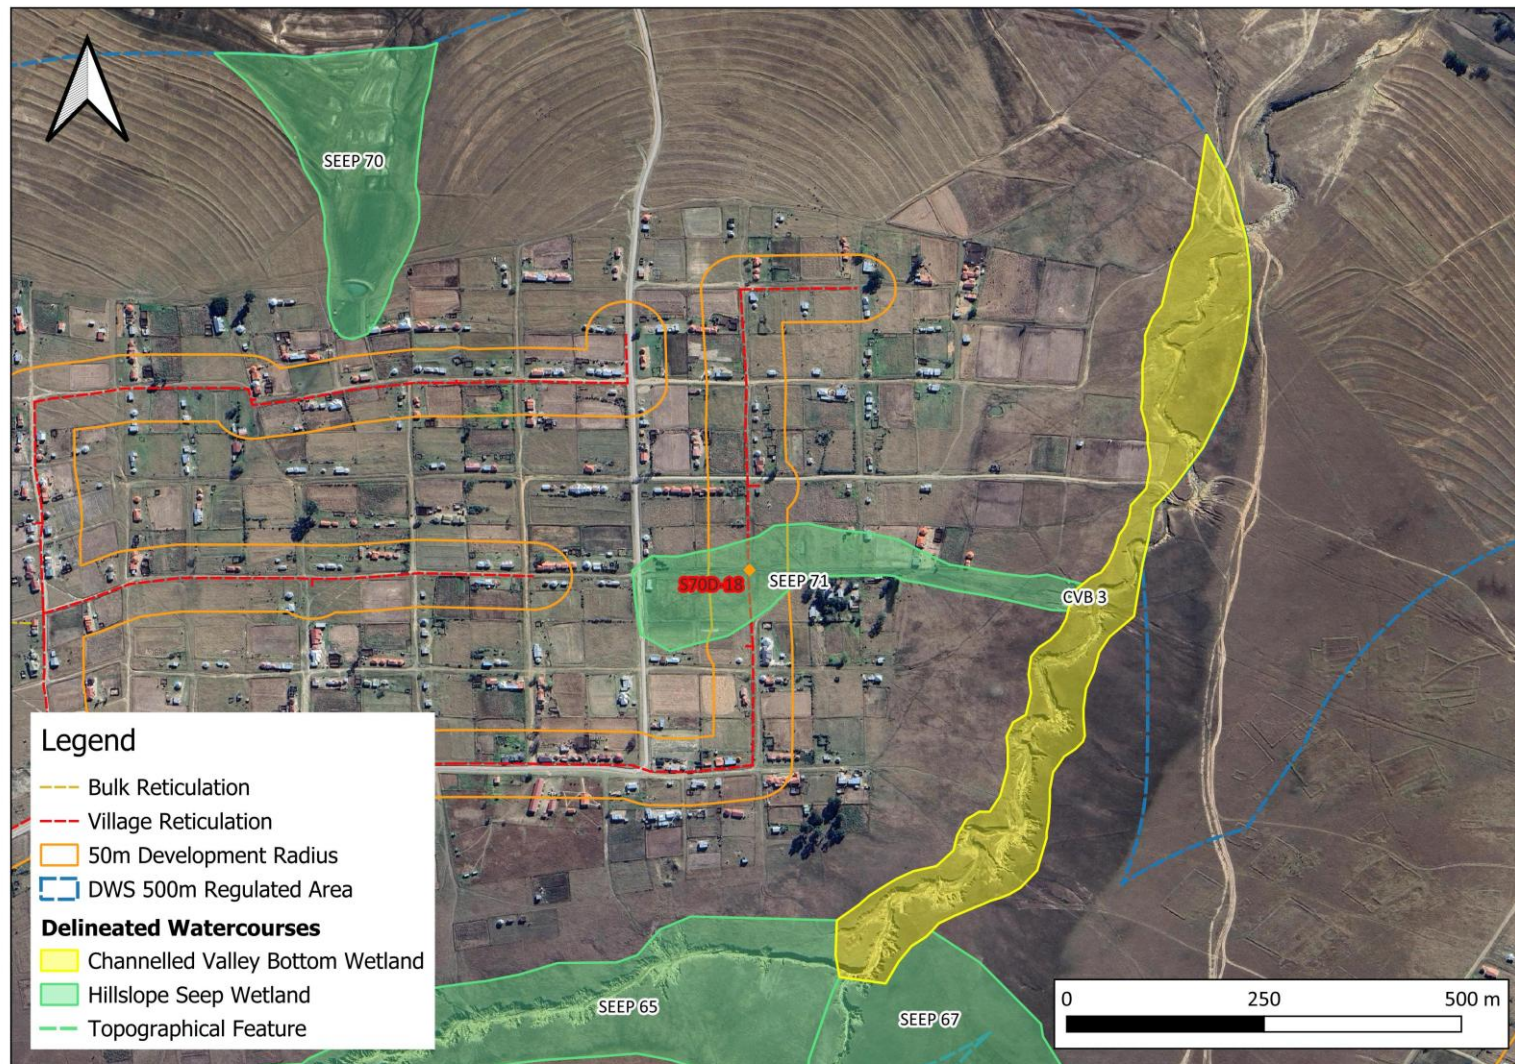 SEEP 70
S70D-18
SEEP 71
CVB 3
SEEP 65
SEEP 67
Legend
Bulk Reticulation
Village Reticulation
50m Development Radius
DWS 500m Regulated Area
Delineated Watercourses
Channelled Valley Bottom Wetland
Hillslope Seep Wetland
Topographical Feature
0 250 500 m